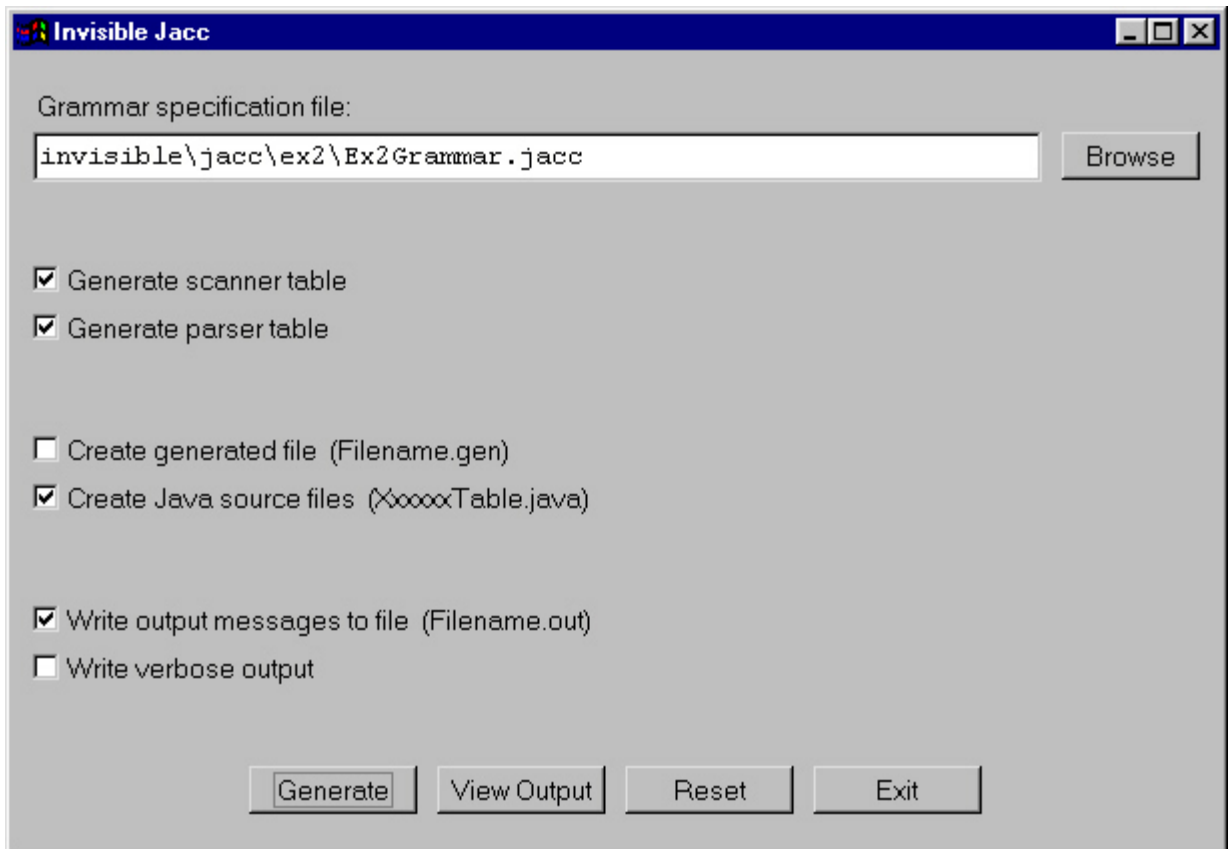 Invisible Jacc
Grammar specification file:
invisible\jacc\ex2\Ex2Grammar.jacc
Browse
Generate scanner table
Generate parser table
Create generated file (Filename.gen)
Create Java source files (XxxxxxTable.java)
Write output messages to file (Filename.out)
Write verbose output
Generate View Output Reset Exit